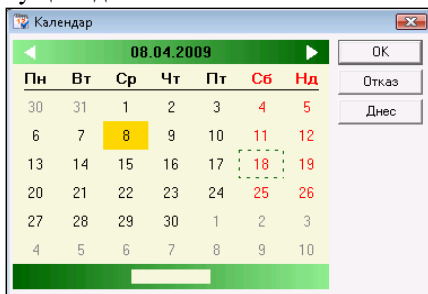 Календар
08.04.2009
OK
Пн Вт Ср Чт Пт Сб Нд
Отказ
30 31 1 2 3 4 5
Днес
6 7 8 9 10 11 12
13 14 15 16 17 18 19
20 21 22 23 24 25 26
27 28 29 30 1 2 3
4 5 6 7 8 9 10